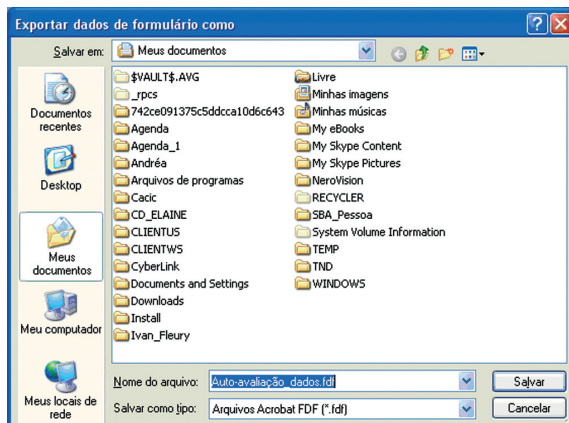 Exportar dados de formulário como
Salvar em: Meus documentos
Documentos recentes
Desktop
Meus documentos
Meu computador
Meus locais de rede
$VAULT$.AVG
_rpcs
742ce091375c5ddcca10d6c643
Agenda
Agenda_1
Andréa
Arquivos de programas
Cacic
CD_ELAINE
CLIENTUS
CLIENTWS
CyberLink
Documents and Settings
Downloads
Install
Ivan_Fleury
Livre
Minhas imagens
Minhas músicas
My eBooks
My Skype Content
My Skype Pictures
NeroVision
RECYCLER
SBA_Pessoa
System Volume Information
TEMP
TND
WINDOWS
Nome do arquivo: Auto-avaliação_dados.fdf Salvar
Salvar como tipo: Arquivos Acrobat FDF (*.fdf) Cancelar